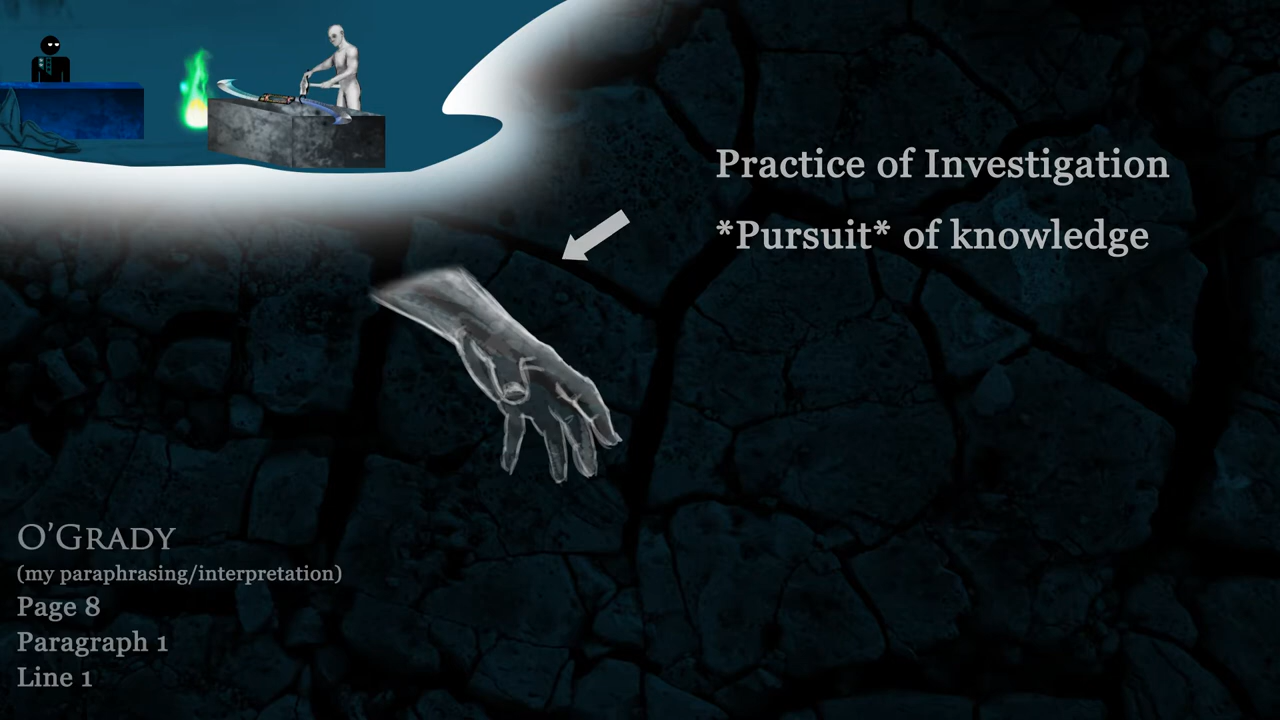 Practice of Investigation
*Pursuit* of knowledge
O'GRADY
(my paraphrasing/interpretation)
Page 8
Paragraph 1
Line 1